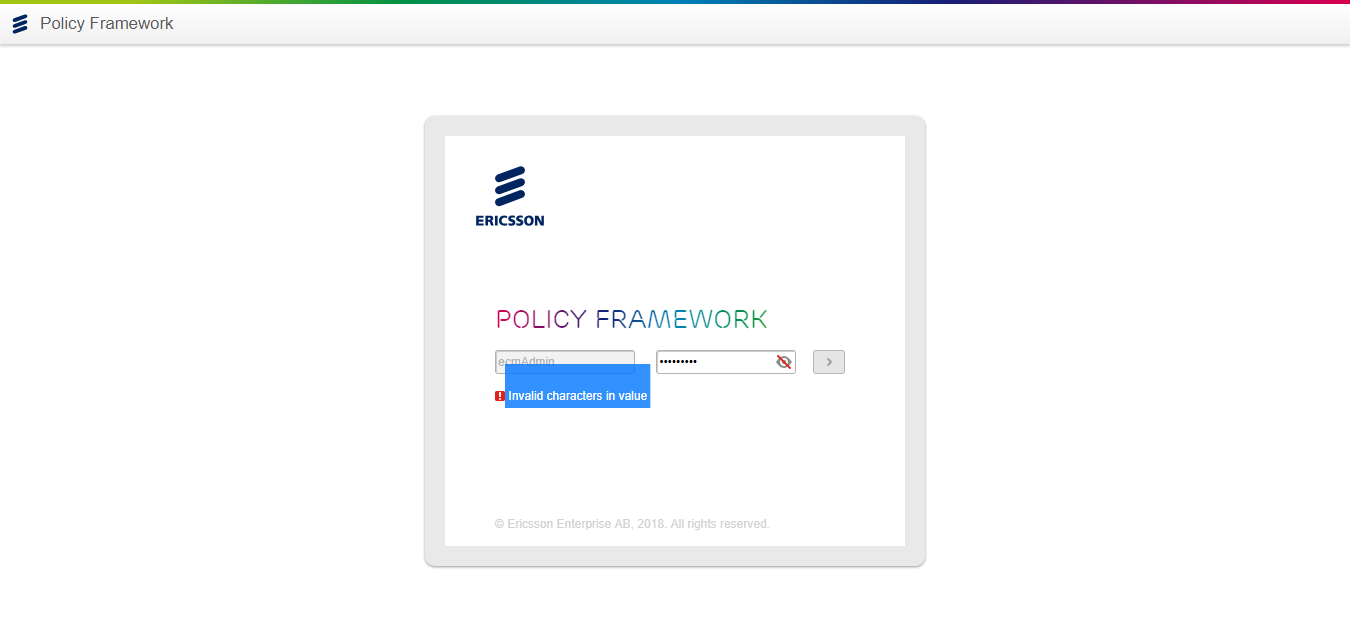 Policy Framework
ERICSSON
POLICY FRAMEWORK
ecmAdmin
Invalid characters in value
© Ericsson Enterprise AB, 2018. All rights reserved.